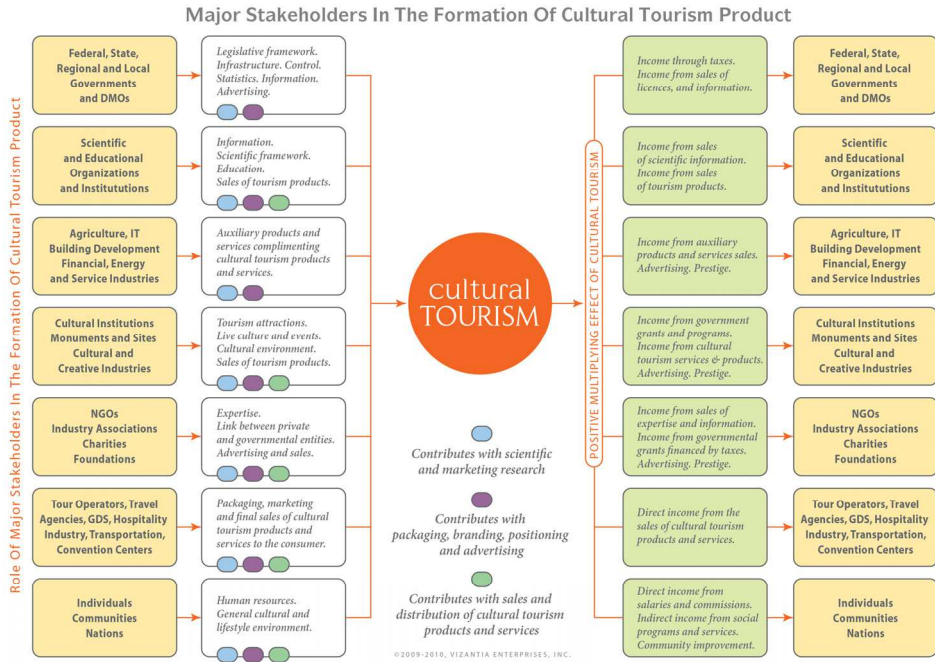 Major Stakeholders In The Formation Of Cultural Tourism Product
Role Of Major Stakeholders In The Formation Of Cultural Tourism Product
Federal, State,
Regional and Local
Governments
and DMOs
Legislative framework.
Infrastructure. Control.
Statistics. Information.
Advertising.
Scientific
and Educational
Organizations
and Institututions
Information.
Scientific framework.
Education.
Sales of tourism products.
Agriculture, IT
Building Development
Financial, Energy
and Service Industries
Auxiliary products and
services complimenting
cultural tourism products
and services.
Cultural Institutions
Monuments and Sites
Cultural and
Creative Industries
Tourism attractions.
Live culture and events.
Cultural environment.
Sales of tourism products.
NGOs
Industry Associations
Charities
Foundations
Expertise.
Link between private
and governmental entities.
Advertising and sales.
Tour Operators, Travel
Agencies, GDS, Hospitality
Industry, Transportation,
Convention Centers
Packaging, marketing
and final sales of cultural
tourism products and
services to the consumer.
Individuals
Communities
Nations
Human resources.
General cultural and
lifestyle environment.
cultural
TOURISM
Contributes with scientific
and marketing research
Contributes with
packaging, branding, positioning
and advertising
Contributes with sales and
distribution of cultural tourism
products and services
©2009-2010, VIZANTIA ENTERPRISES, INC.
POSITIVE MULTIPLYING EFFECT OF CULTURAL TOURISM
Income through taxes.
Income from sales of
licences, and information.
Federal, State,
Regional and Local
Governments
and DMOs
Income from sales
of scientific information.
Income from sales
of tourism products.
Scientific
and Educational
Organizations
and Institututions
Income from auxiliary
products and services sales.
Advertising. Prestige.
Agriculture, IT
Building Development
Financial, Energy
and Service Industries
Income from government
grants and programs.
Income from cultural
tourism services & products.
Advertising. Prestige.
Cultural Institutions
Monuments and Sites
Cultural and
Creative Industries
Income from sales of
expertise and information.
Income from governmental
grants financed by taxes.
Advertising. Prestige.
NGOs
Industry Associations
Charities
Foundations
Direct income from the
sales of cultural tourism
products and services.
Tour Operators, Travel
Agencies, GDS, Hospitality
Industry, Transportation,
Convention Centers
Direct income from
salaries and commissions.
Indirect income from social
programs and services.
Community improvement.
Individuals
Communities
Nations